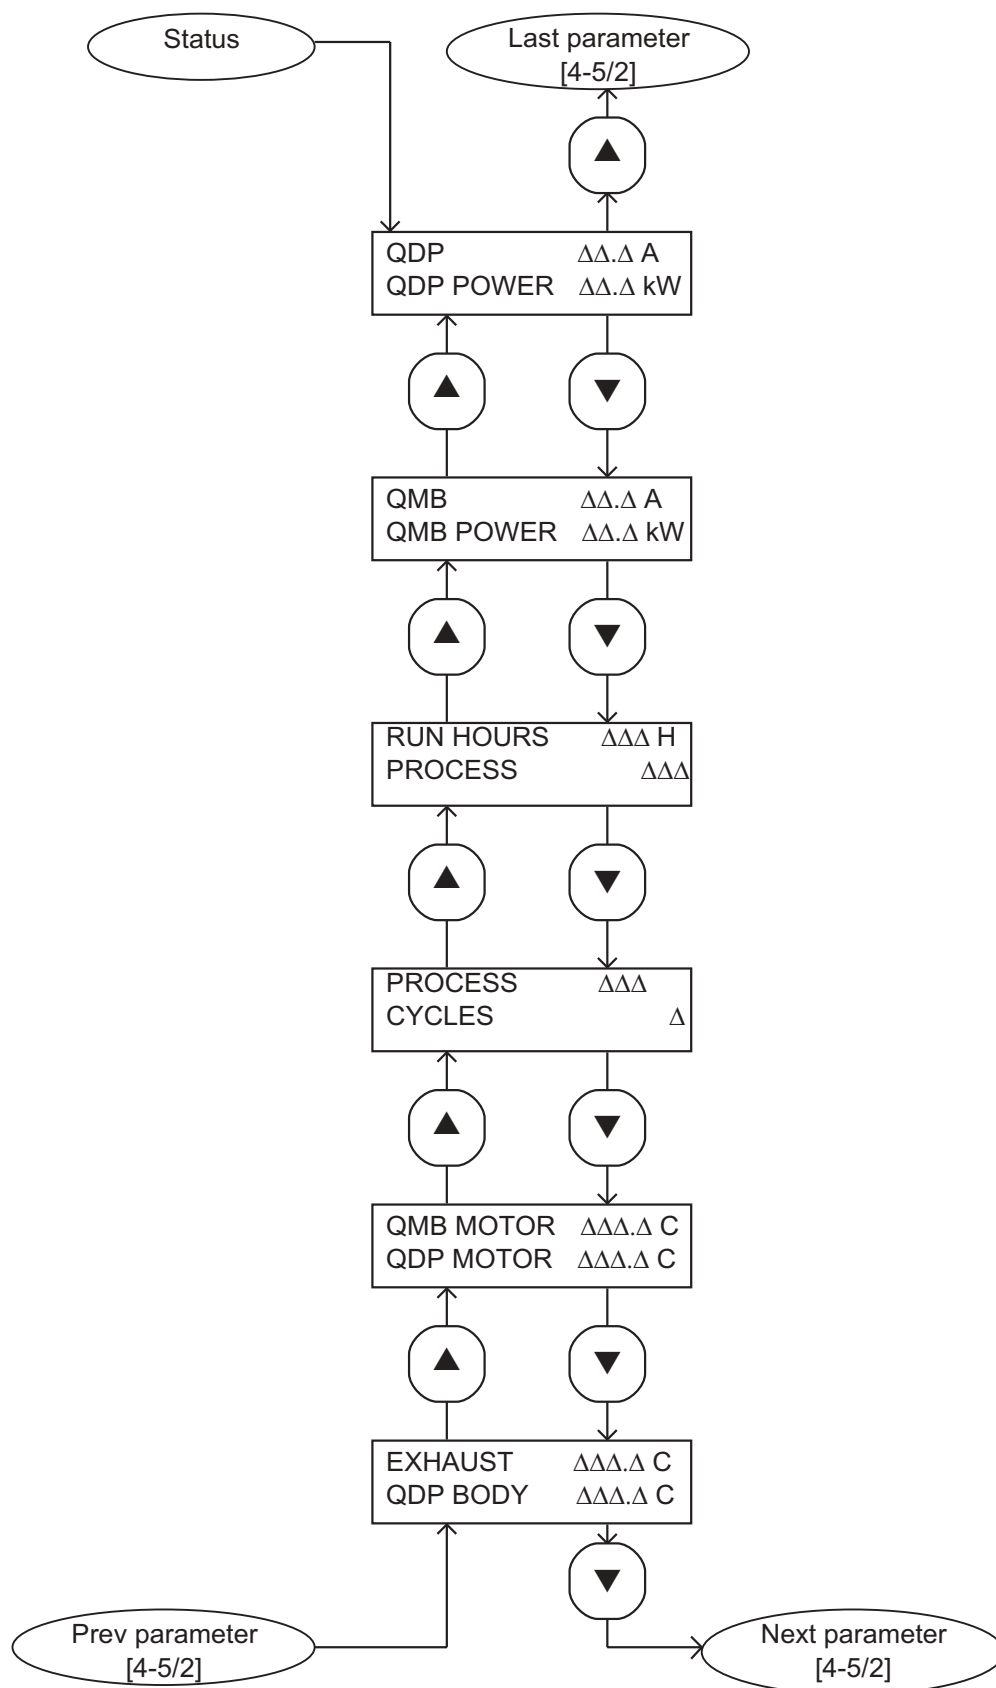 Status
Last parameter
[4-5/2]
QDP ΔΔ.Δ A
QDP POWER ΔΔ.Δ kW
QMB ΔΔ.Δ A
QMB POWER ΔΔ.Δ kW
RUN HOURS ΔΔΔ H
PROCESS ΔΔΔ
PROCESS ΔΔΔ
CYCLES Δ
QMB MOTOR ΔΔΔ.Δ C
QDP MOTOR ΔΔΔ.Δ C
EXHAUST ΔΔΔ.Δ C
QDP BODY ΔΔΔ.Δ C
Prev parameter
[4-5/2]
Next parameter
[4-5/2]